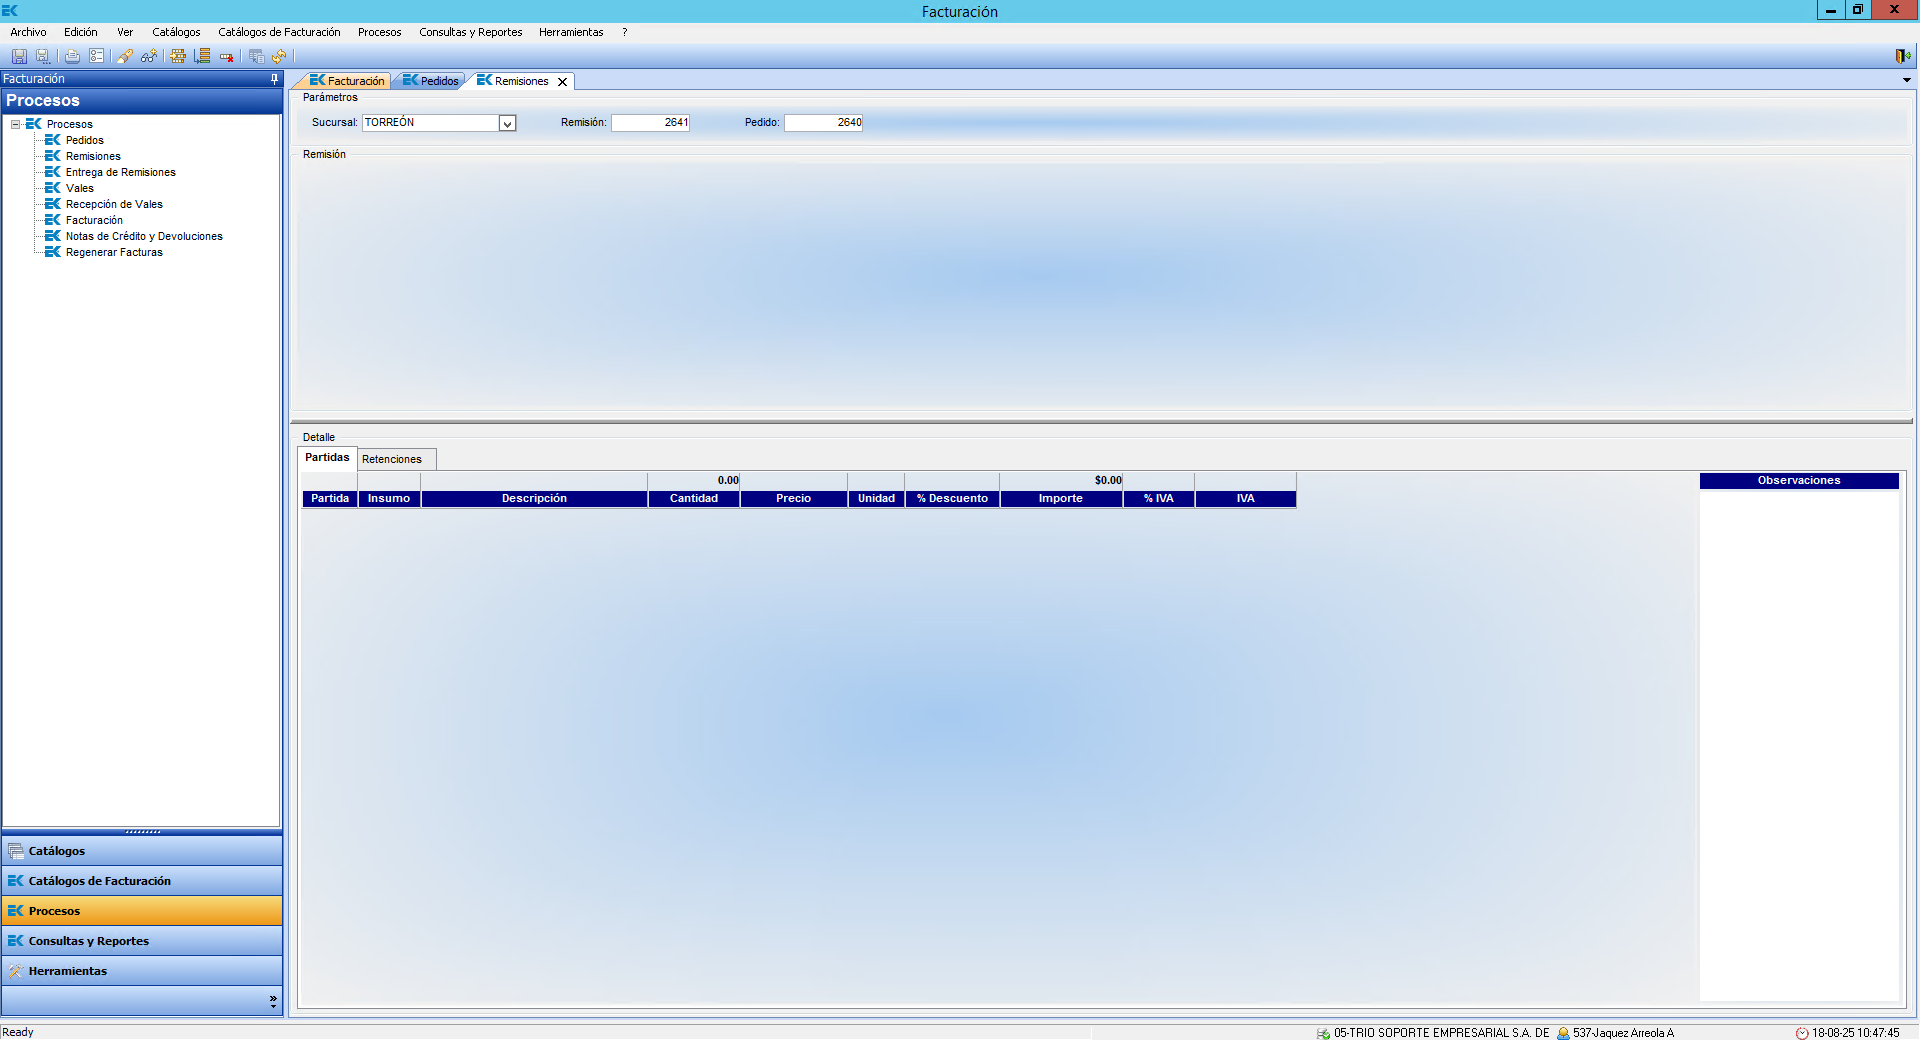 Facturación
Archivo Edición Ver Catálogos Catálogos de Facturación Procesos Consultas y Reportes Herramientas ?
Facturación
Procesos
Procesos
Pedidos
Remisiones
Entrega de Remisiones
Vales
Recepción de Vales
Facturación
Notas de Crédito y Devoluciones
Regenerar Facturas
Catálogos
Catálogos de Facturación
Procesos
Consultas y Reportes
Herramientas
Facturación Pedidos Remisiones
Parámetros
Sucursal: TORREÓN Remisión: 2641 Pedido: 2640
Remisión
Detalle
Partidas Retenciones
0.00 $0.00
Partida Insumo Descripción Cantidad Precio Unidad % Descuento Importe % IVA IVA
Observaciones
Ready 05-TRIO SOPORTE EMPRESARIAL S.A. DE 537-Jaquez Arreola A 18-08-25 10:47:45